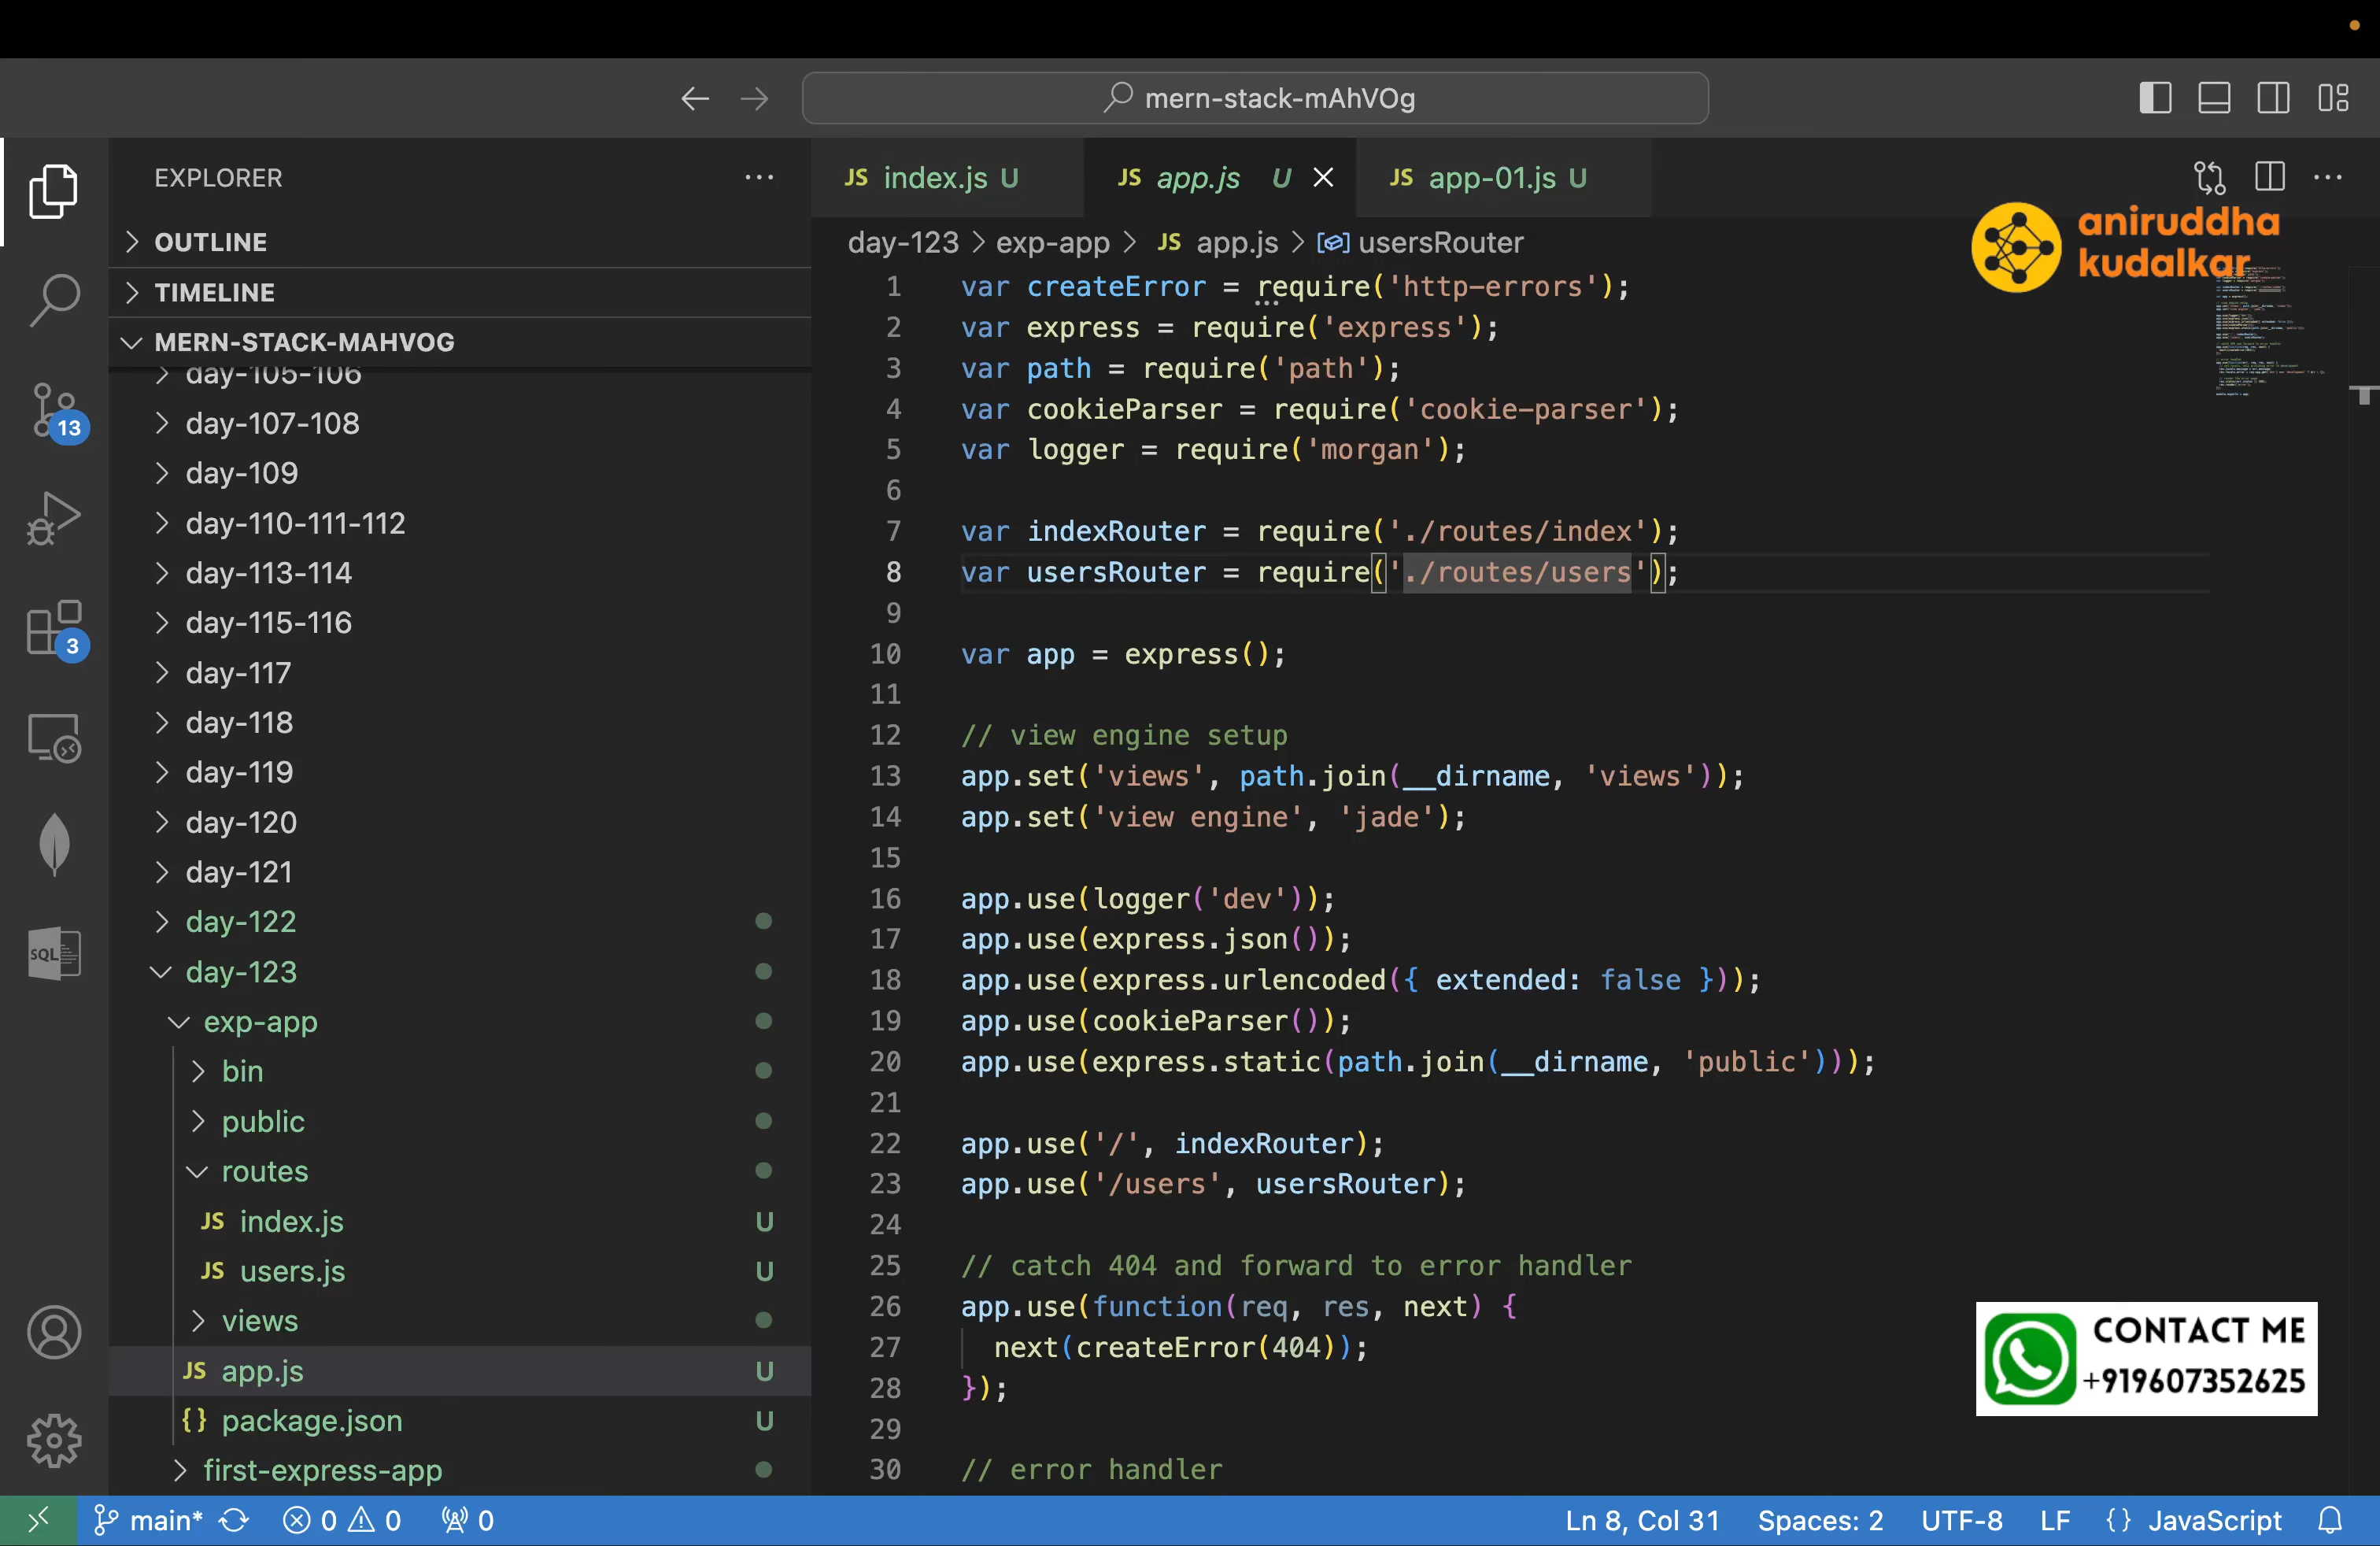 mern-stack-mAhVOg
EXPLORER
OUTLINE
TIMELINE
MERN-STACK-MAHVOG
day-105-106
day-107-108
day-109
day-110-111-112
day-113-114
day-115-116
day-117
day-118
day-119
day-120
day-121
day-122
day-123
exp-app
bin
public
routes
JS index.js U
JS users.js U
views
JS app.js U
{} package.json U
first-express-app
13
3
SQL
JS index.js U
JS app.js U
JS app-01.js U
day-123 > exp-app > JS app.js > usersRouter
aniruddha
kudalkar
1 var createError = require('http-errors');
2 var express = require('express');
3 var path = require('path');
4 var cookieParser = require('cookie-parser');
5 var logger = require('morgan');
6
7 var indexRouter = require('./routes/index');
8 var usersRouter = require('./routes/users');
9
10 var app = express();
11
12 // view engine setup
13 app.set('views', path.join(__dirname, 'views'));
14 app.set('view engine', 'jade');
15
16 app.use(logger('dev'));
17 app.use(express.json());
18 app.use(express.urlencoded({ extended: false }));
19 app.use(cookieParser());
20 app.use(express.static(path.join(__dirname, 'public')));
21
22 app.use('/', indexRouter);
23 app.use('/users', usersRouter);
24
25 // catch 404 and forward to error handler
26 app.use(function(req, res, next) {
27 next(createError(404));
28 });
29
30 // error handler
CONTACT ME
+919607352625
main* 0 0 0
Ln 8, Col 31 Spaces: 2 UTF-8 LF {} JavaScript